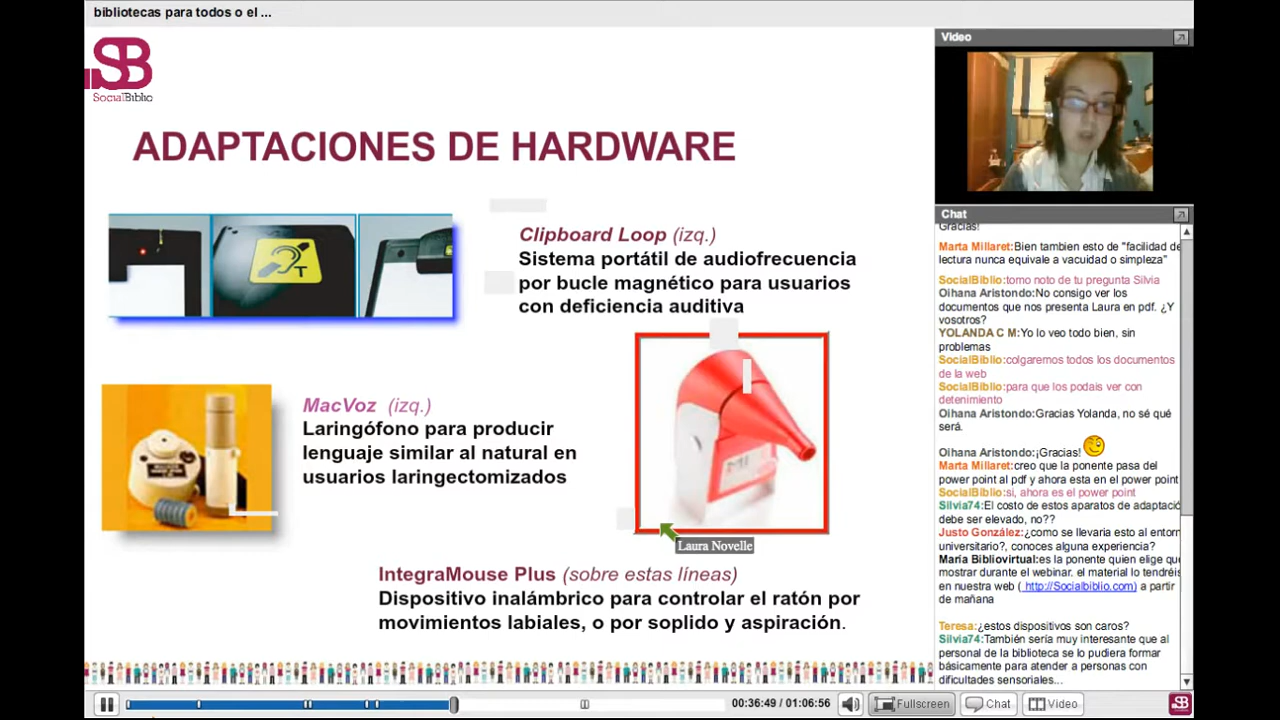 bibliotecas para todos o el ...
SB
SocialBiblio
ADAPTACIONES DE HARDWARE
T
Clipboard Loop (izq.)
Sistema portátil de audiofrecuencia
por bucle magnético para usuarios
con deficiencia auditiva
MacVoz (izq.)
Laringófono para producir
lenguaje similar al natural en
usuarios laringectomizados
Laura Novelle
IntegraMouse Plus (sobre estas líneas)
Dispositivo inalámbrico para controlar el ratón por
movimientos labiales, o por soplido y aspiración.
Video
Chat
Gracias!
Marta Millaret:Bien tambien esto de "facilidad de
lectura nunca equivale a vacuidad o simpleza"
SocialBiblio:tomo noto de tu pregunta Silvia
Oihana Aristondo:No consigo ver los
documentos que nos presenta Laura en pdf. ¿Y
vosotros?
YOLANDA C M:Yo lo veo todo bien, sin
problemas
SocialBiblio:colgaremos todos los documentos
de la web
SocialBiblio:para que los podais ver con
detenimiento
Oihana Aristondo:Gracias Yolanda, no sé qué
será.
Oihana Aristondo:¡Gracias!
Marta Millaret:creo que la ponente pasa del
power point al pdf y ahora esta en el power point
SocialBiblio:si, ahora es el power point
Silvia74:El costo de estos aparatos de adaptació
debe ser elevado, no??
Justo González:¿como se llevaria esto al entorn
universitario?, conoces alguna experiencia?
María Bibliovirtual:es la ponente quien elige que
mostrar durante el webinar. el material lo tendréis
en nuestra web ( http://Socialbiblio.com) a partir
de mañana
Teresa:¿estos dispositivos son caros?
Silvia74:También sería muy interesante que al
personal de la biblioteca se lo pudiera formar
básicamente para atender a personas con
dificultades sensoriales...
00:36:49 / 01:06:56
Fullscreen
Chat
Video
SB